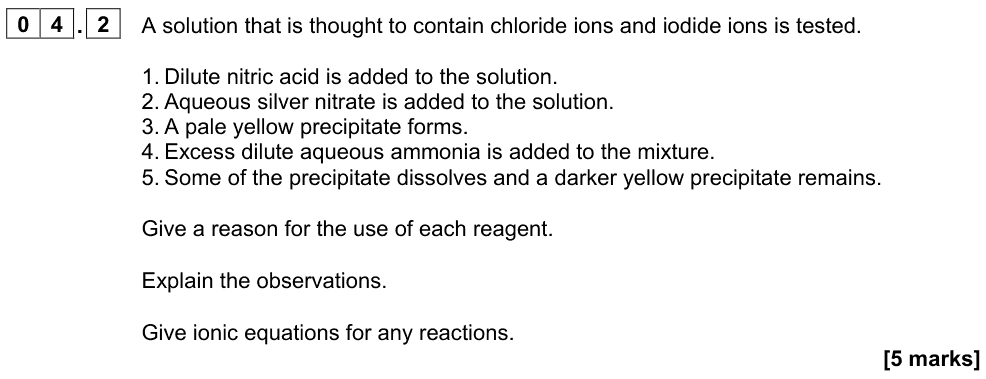 0 4 . 2 A solution that is thought to contain chloride ions and iodide ions is tested.
1. Dilute nitric acid is added to the solution.
2. Aqueous silver nitrate is added to the solution.
3. A pale yellow precipitate forms.
4. Excess dilute aqueous ammonia is added to the mixture.
5. Some of the precipitate dissolves and a darker yellow precipitate remains.
Give a reason for the use of each reagent.
Explain the observations.
Give ionic equations for any reactions.
[5 marks]